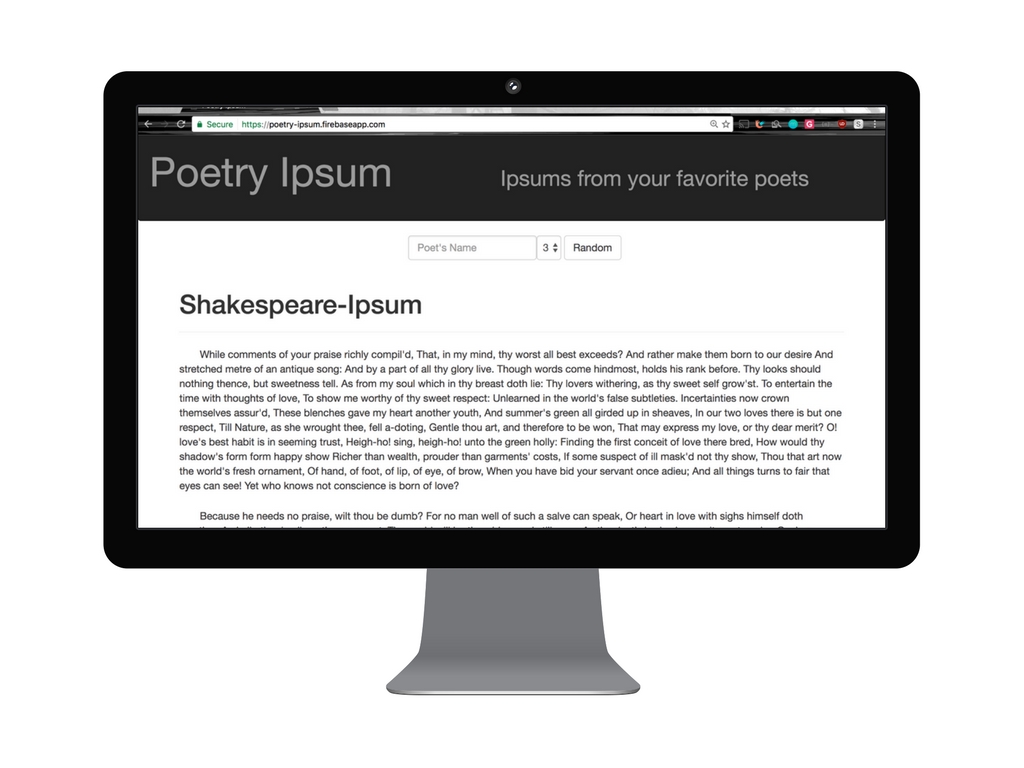 Secure https://poetry-ipsum.firebaseapp.com
Poetry Ipsum Ipsums from your favorite poets
Poet's Name 3 Random
Shakespeare-Ipsum
While comments of your praise richly compil'd, That, in my mind, thy worst all best exceeds? And rather make them born to our desire And
stretched metre of an antique song: And by a part of all thy glory live. Though words come hindmost, holds his rank before. Thy looks should
nothing thence, but sweetness tell. As from my soul which in thy breast doth lie: Thy lovers withering, as thy sweet self grow'st. To entertain the
time with thoughts of love, To show me worthy of thy sweet respect: Unlearned in the world's false subtleties. Incertainties now crown
themselves assur'd, These blenches gave my heart another youth, And summer's green all girded up in sheaves, In our two loves there is but one
respect, Till Nature, as she wrought thee, fell a-doting, Gentle thou art, and therefore to be won, That may express my love, or thy dear merit? O!
love's best habit is in seeming trust, Heigh-ho! sing, heigh-ho! unto the green holly: Finding the first conceit of love there bred, How would thy
shadow's form form happy show Richer than wealth, prouder than garments' costs, If some suspect of ill mask'd not thy show, Thou that art now
the world's fresh ornament, Of hand, of foot, of lip, of eye, of brow, When you have bid your servant once adieu; And all things turns to fair that
eyes can see! Yet who knows not conscience is born of love?
Because he needs no praise, wilt thou be dumb? For no man well of such a salve can speak, Or heart in love with sighs himself doth